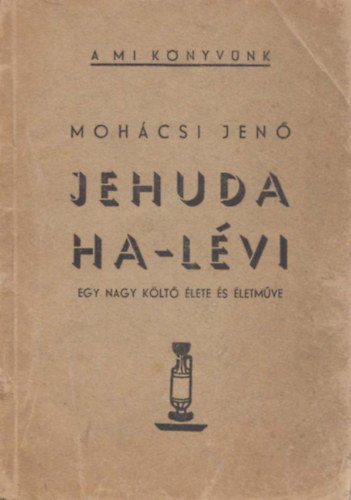 A MI KÖNYVÜNK
MOHÁCSI JENŐ
JEHUDA
HA-LÉVI
EGY NAGY KÖLTŐ ÉLETE ÉS ÉLETMŰVE